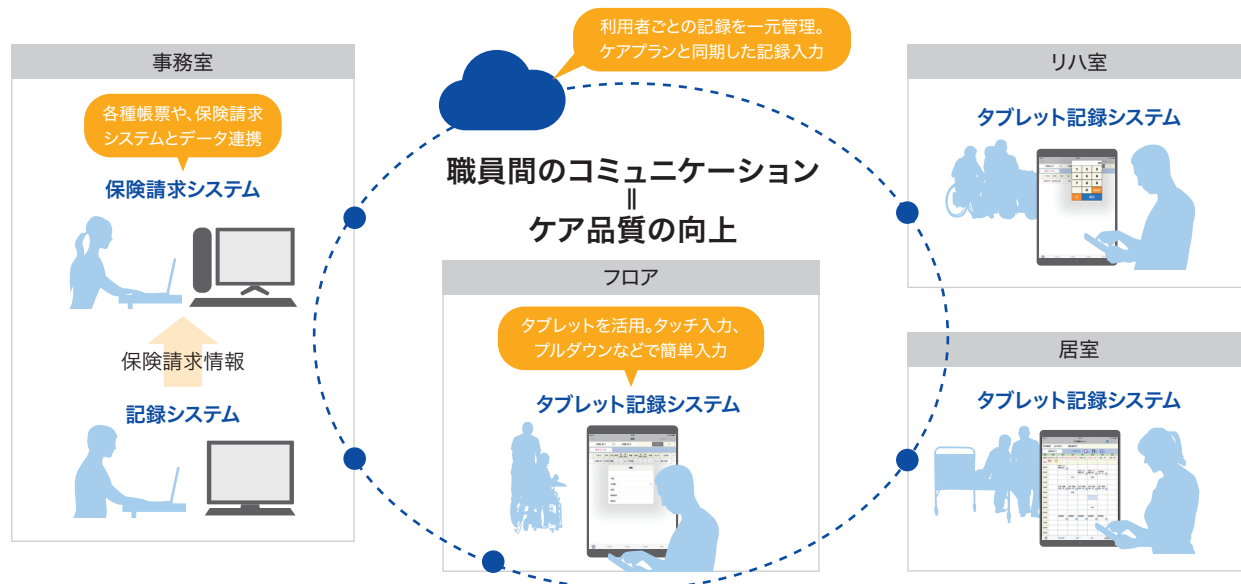 事務室
各種帳票や、保険請求
システムとデータ連携
保険請求システム
保険請求情報
記録システム
利用者ごとの記録を一元管理。
ケアプランと同期した記録入力
職員間のコミュニケーション
=
ケア品質の向上
フロア
タブレットを活用。タッチ入力、
プルダウンなどで簡単入力
タブレット記録システム
リハ室
タブレット記録システム
居室
タブレット記録システム